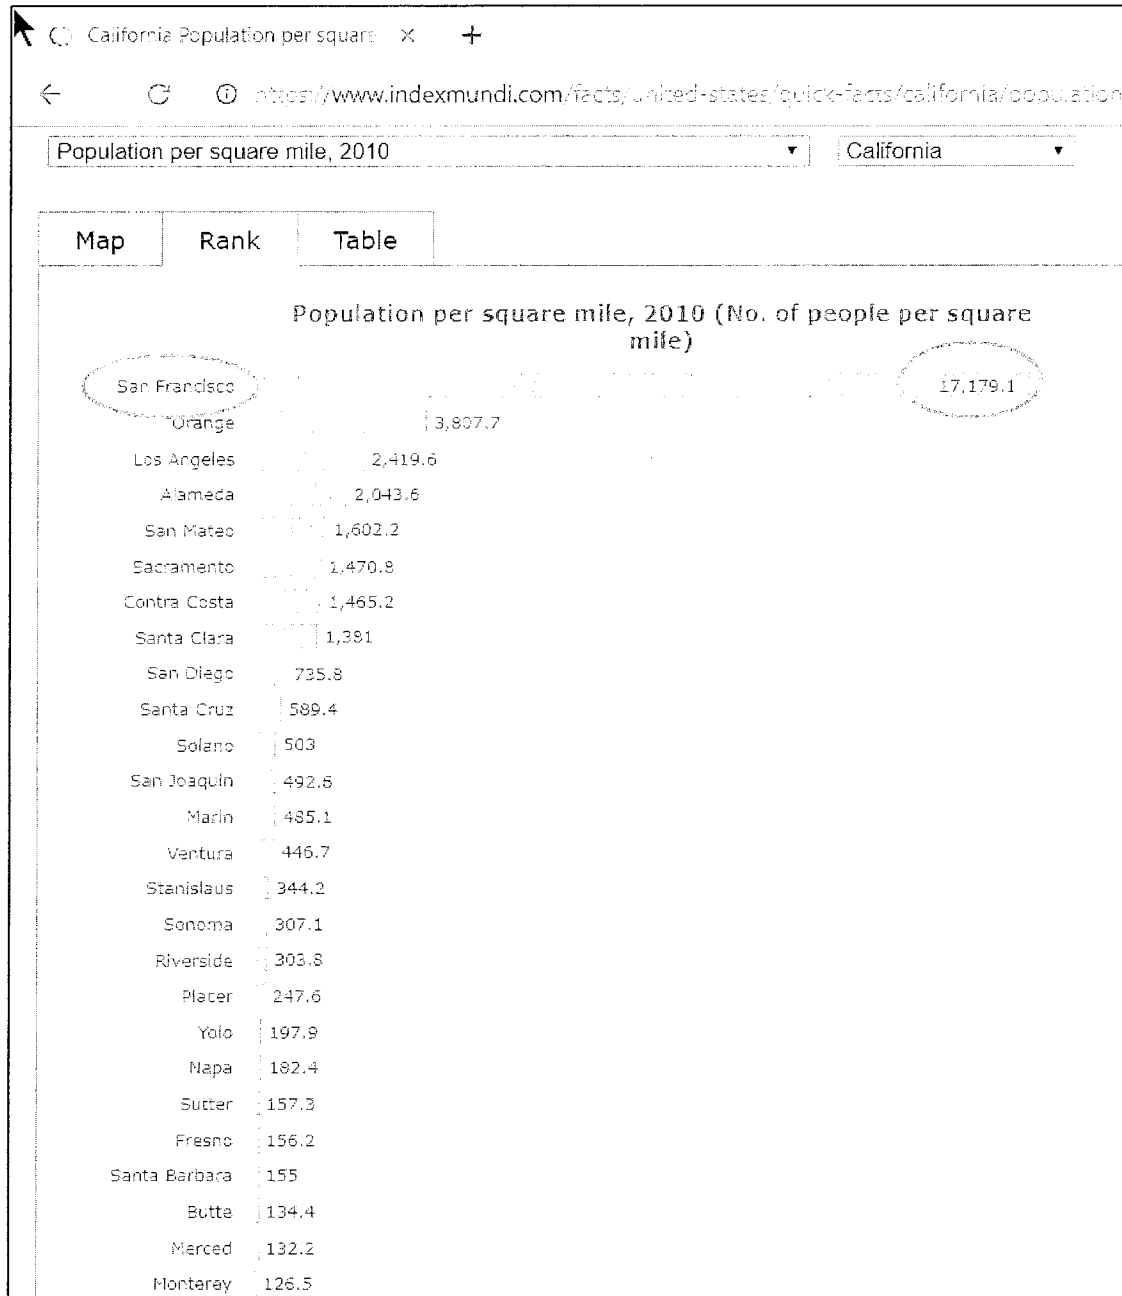 California Population per square
https://www.indexmundi.com/facts/united-states/quick-facts/california/population
Population per square mile, 2010 California
Map Rank Table
Population per square mile, 2010 (No. of people per square
mile)
San Francisco 17,179.1
Orange 3,807.7
Los Angeles 2,419.6
Alameda 2,043.6
San Mateo 1,602.2
Sacramento 1,470.8
Contra Costa 1,465.2
Santa Clara 1,381
San Diego 735.8
Santa Cruz 589.4
Solano 503
San Joaquin 492.6
Marin 485.1
Ventura 446.7
Stanislaus 344.2
Sonoma 307.1
Riverside 303.8
Placer 247.6
Yolo 197.9
Napa 182.4
Sutter 157.3
Fresno 156.2
Santa Barbara 155
Butte 134.4
Merced 132.2
Monterey 126.5